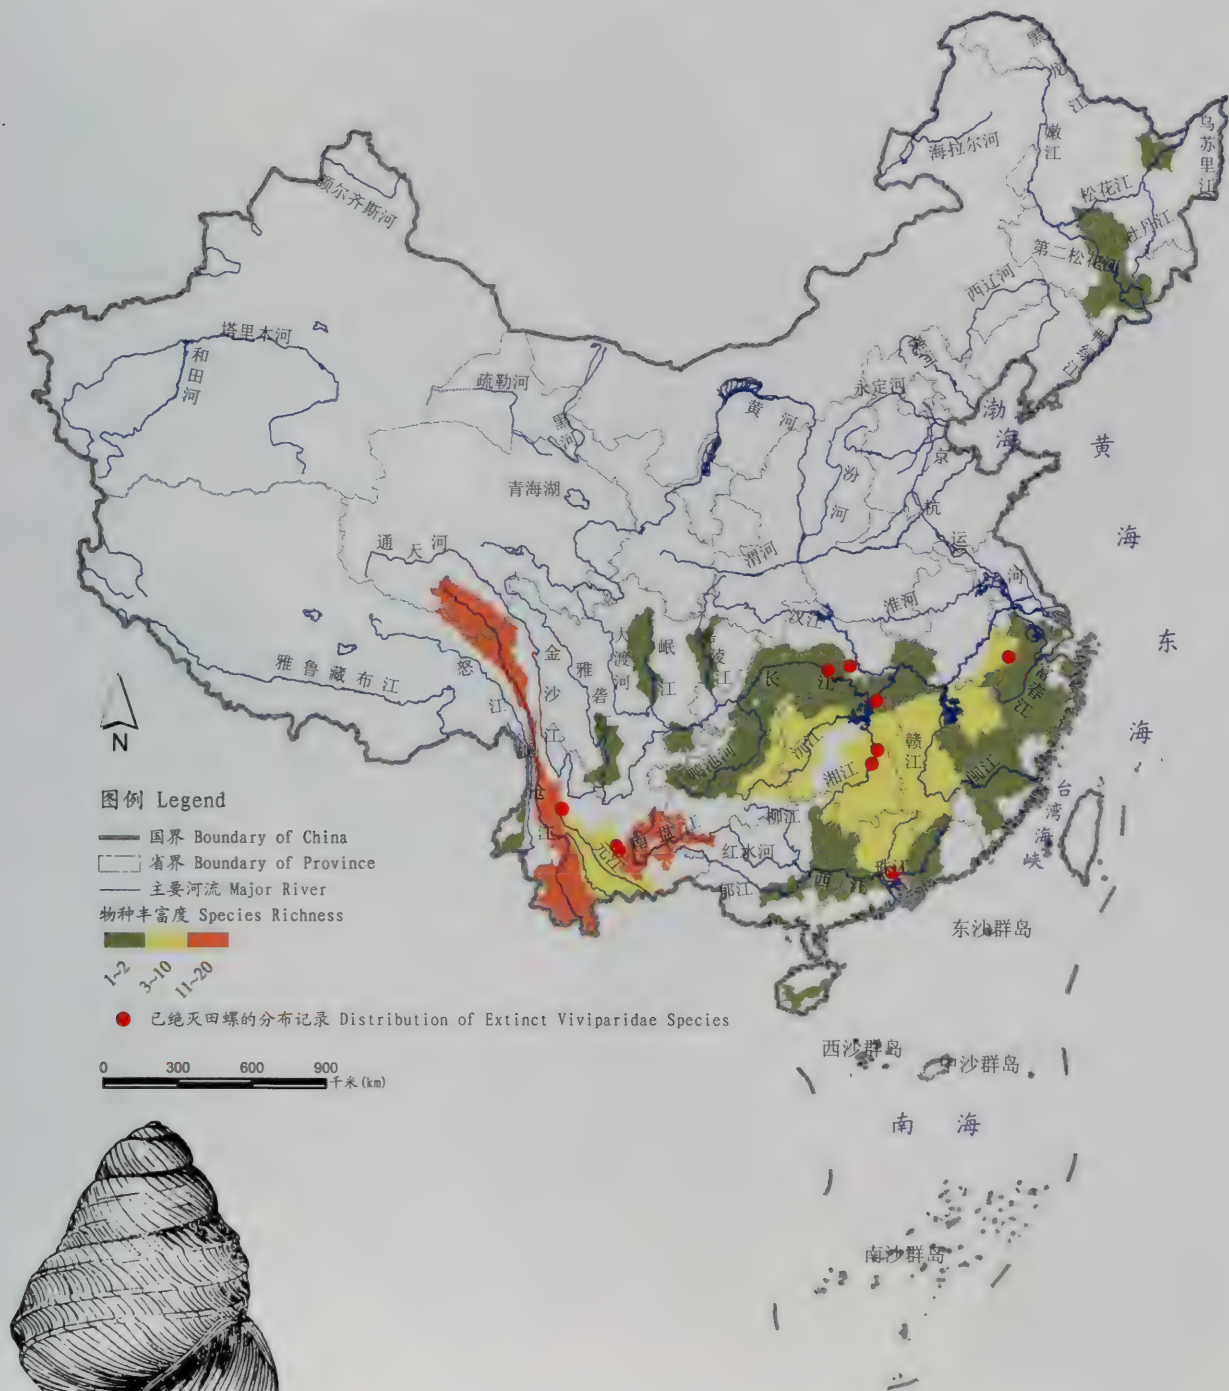 黑龙江
嫩江
乌苏里江
海拉尔河
松花江
牡丹江
第二松花江
西辽河
额尔齐斯河
塔里木河
和田河
疏勒河
黑河
永定河
渤海
黄河
黄海
汾河
京杭运河
青海湖
渭河
通天河
淮河
汉江
东海
大渡河
岷江
嘉陵江
金沙江
雅砻
怒江
雅鲁藏布江
长江
富春江
N
沅江
赣江
鸭池河
湘江
闽江
台湾海峡
柳江
南盘江
元江
红水河
珠江
西江
郁江
图例 Legend
国界 Boundary of China
省界 Boundary of Province
主要河流 Major River
物种丰富度 Species Richness
1~2
3~10
11~20
东沙群岛
已绝灭田螺的分布记录 Distribution of Extinct Viviparidae Species
西沙群岛
中沙群岛
0 300 600 900
千米(km)
南海
南沙群岛